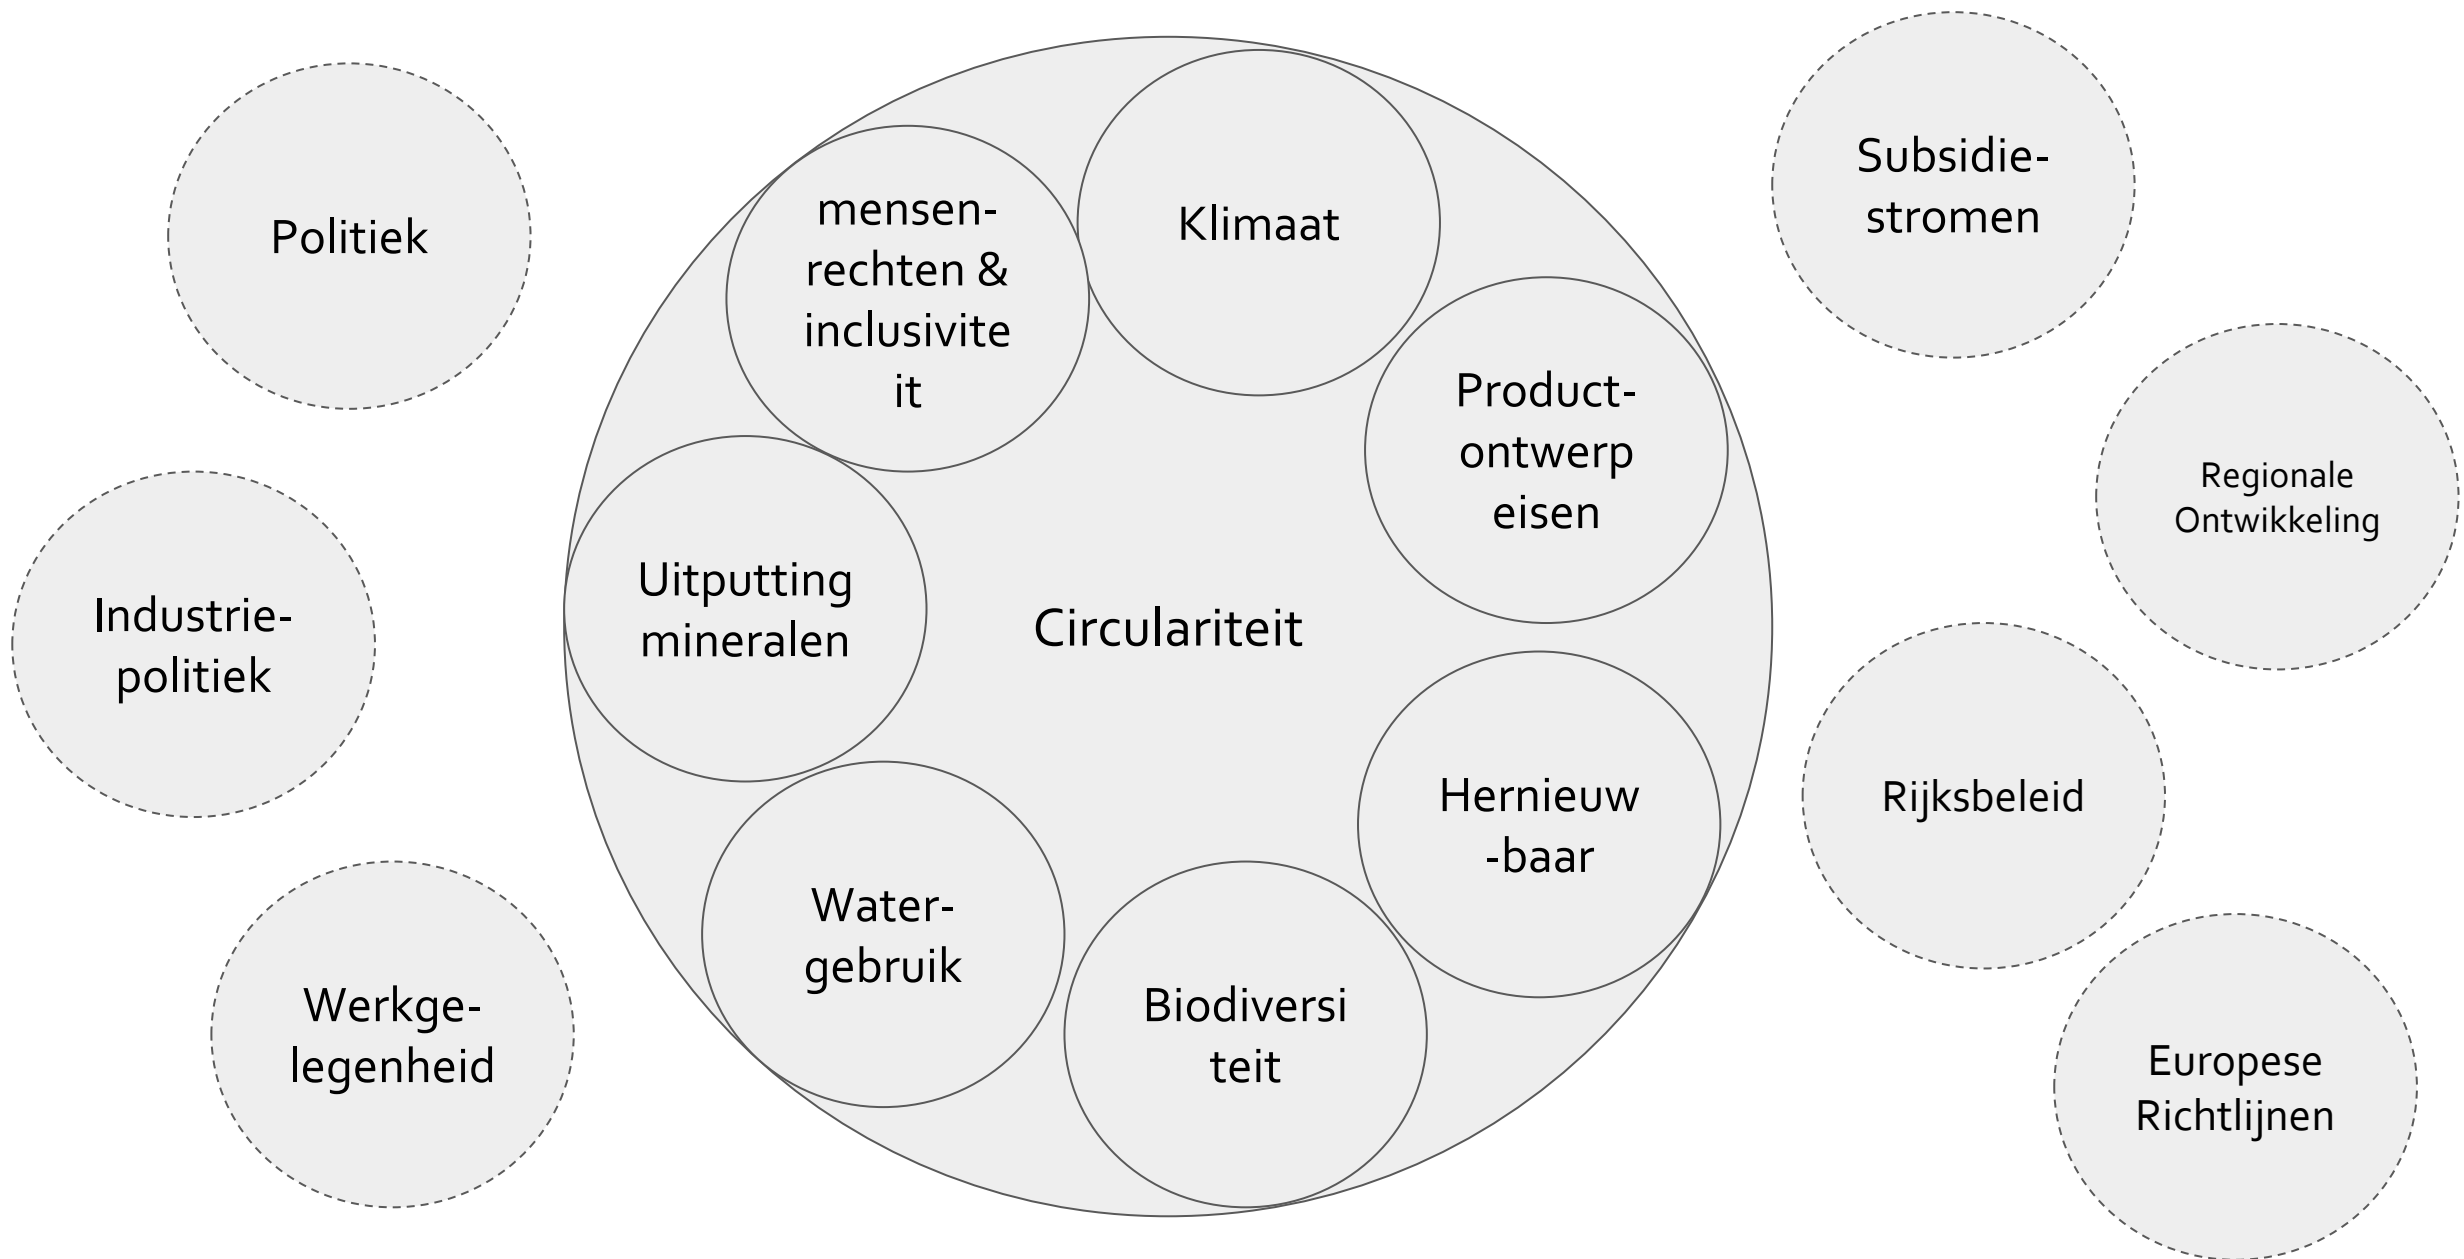 Politiek
Industrie-
politiek
Werkge-
legenheid
mensen-
rechten &
inclusivite
it
Klimaat
Product-
ontwerp
eisen
Uitputting
mineralen
Circulariteit
Hernieuw
-baar
Water-
gebruik
Biodiversi
teit
Subsidie-
stromen
Regionale
Ontwikkeling
Rijksbeleid
Europese
Richtlijnen